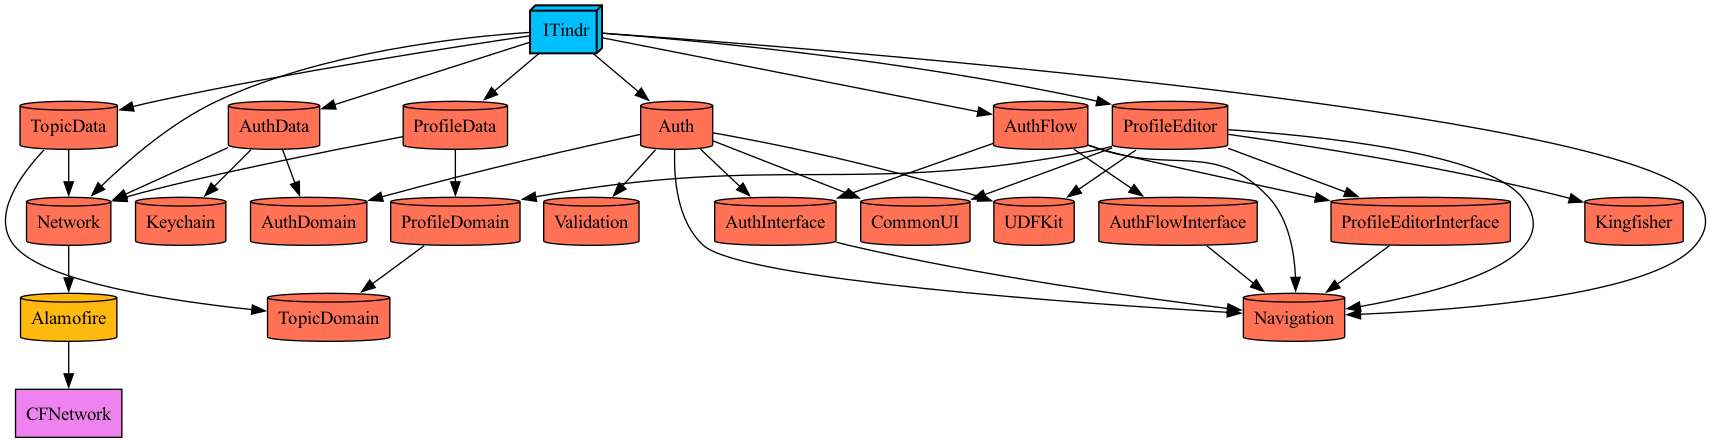 ITindr
TopicData
AuthData
ProfileData
Auth
AuthFlow
ProfileEditor
Network
Keychain
AuthDomain
ProfileDomain
Validation
AuthInterface
CommonUI
UDFKit
AuthFlowInterface
ProfileEditorInterface
Kingfisher
Alamofire
TopicDomain
Navigation
CFNetwork